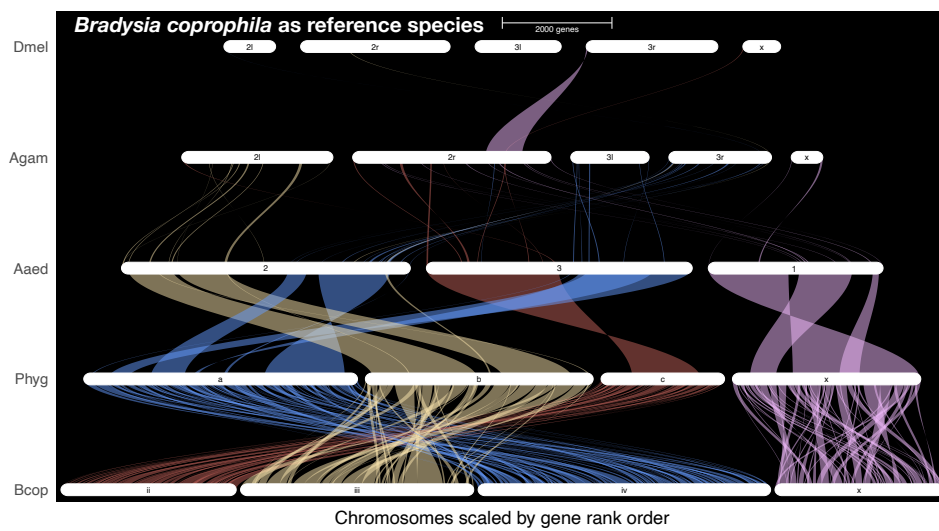 Bradysia coprophila as reference species
2000 genes
Dmel 2l 2r 3l 3r x
Agam 2l 2r 3l 3r x
Aaed 2 3 1
Phyg a b c x
Bcop ii iii iv x
Chromosomes scaled by gene rank order